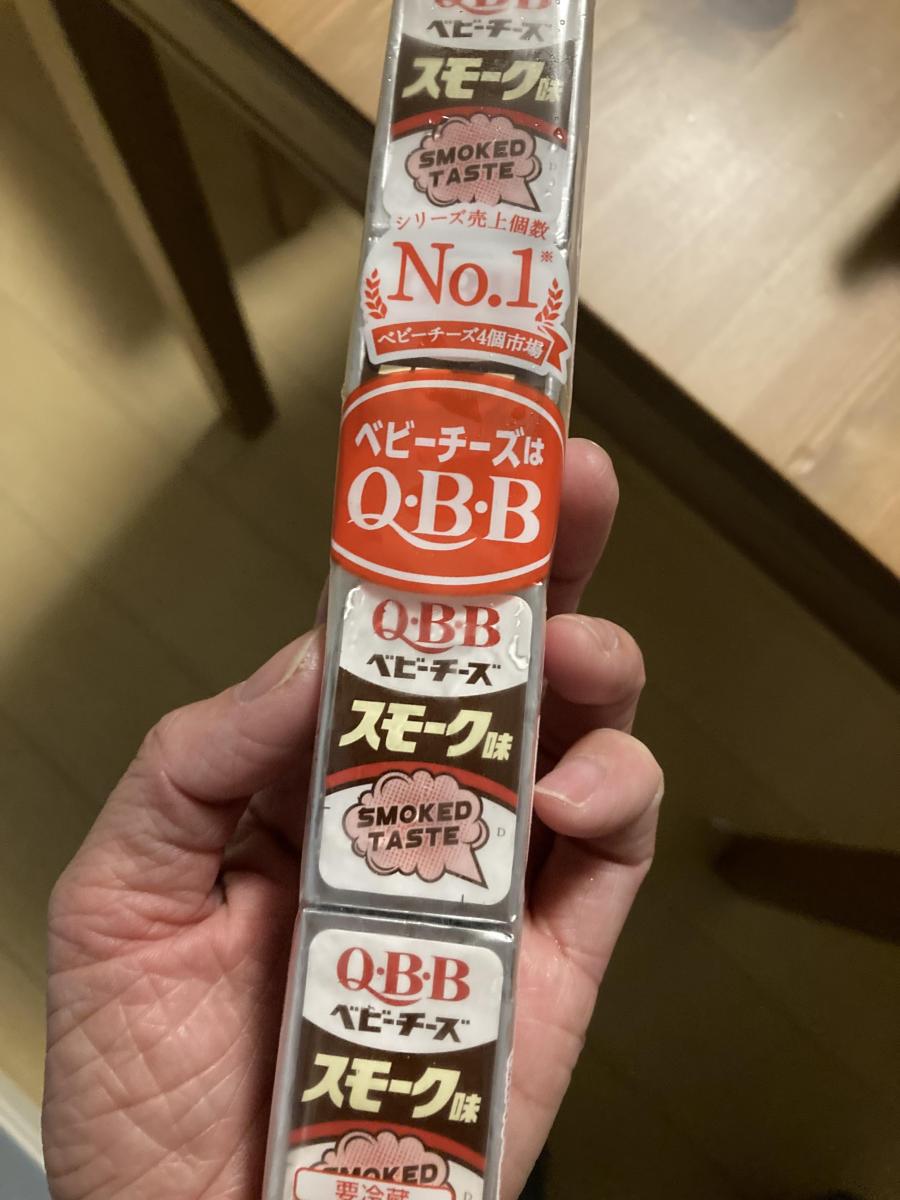 Q·B·B
ベビーチーズ
スモーク味
SMOKED
TASTE
D
シリーズ売上個数
No.1※
ベビーチーズ4個市場
ベビーチーズは
Q·B·B
Q·B·B
ベビーチーズ
スモーク味
SMOKED
TASTE
D
Q·B·B
ベビーチーズ
スモーク味
SMOKED
D
要冷蔵